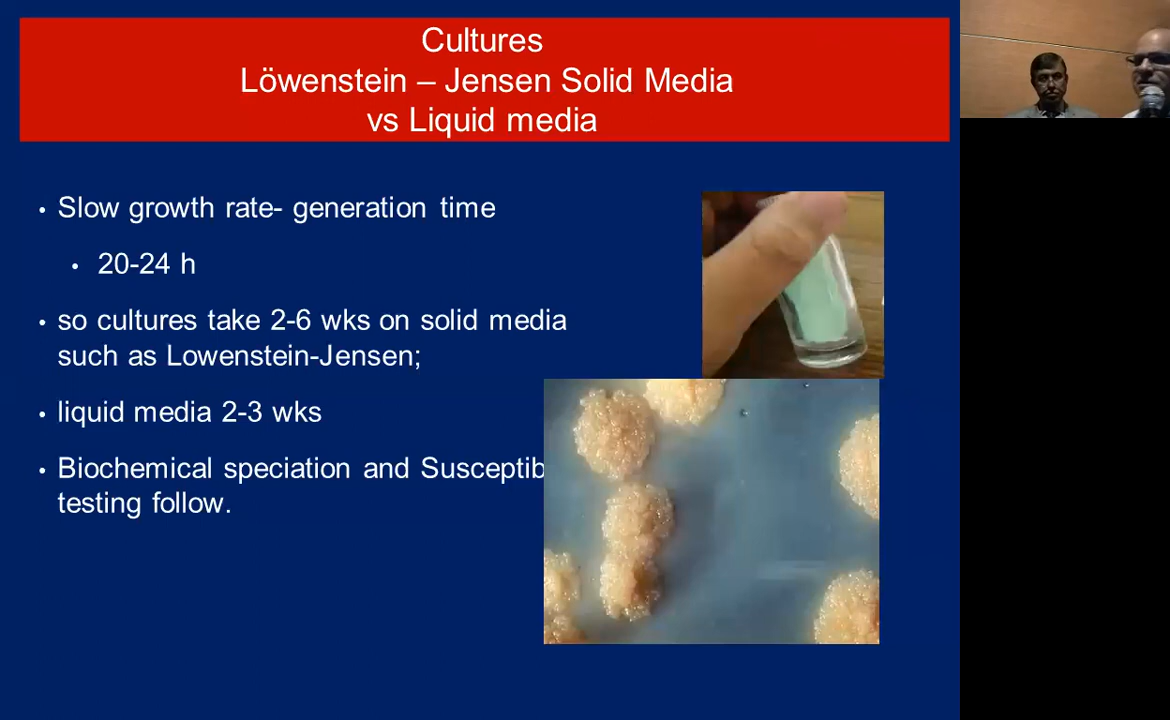 Cultures
Löwenstein – Jensen Solid Media
vs Liquid media
• Slow growth rate- generation time
• 20-24 h
• so cultures take 2-6 wks on solid media
such as Lowenstein-Jensen;
• liquid media 2-3 wks
• Biochemical speciation and Susceptib
testing follow.